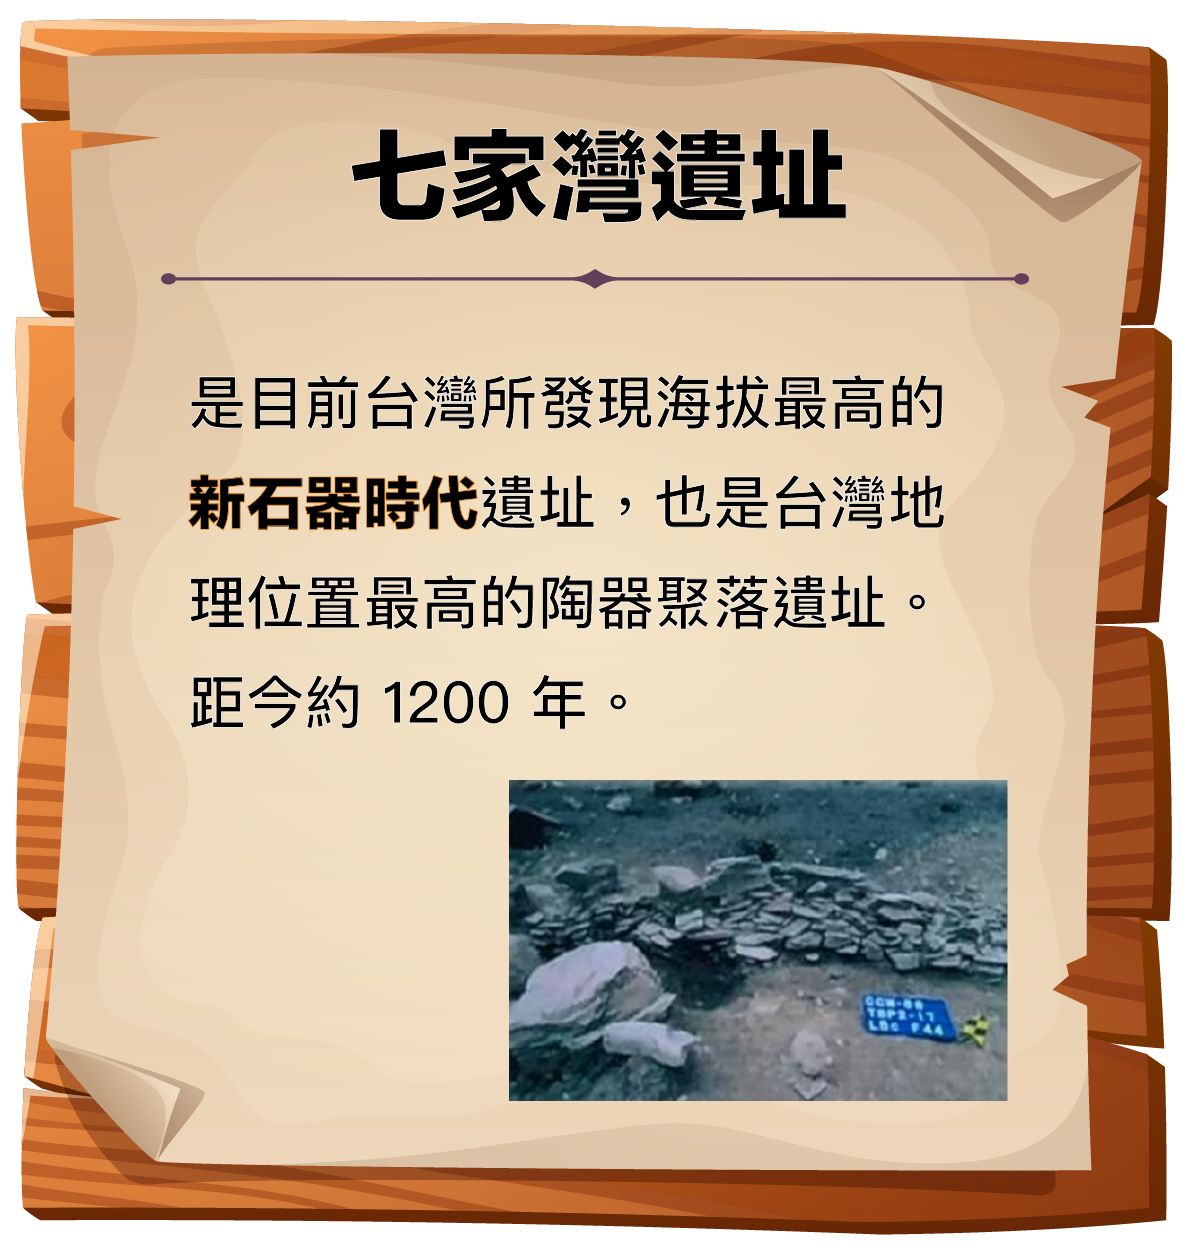 七家灣遺址
是目前台灣所發現海拔最高的
新石器時代遺址，也是台灣地
理位置最高的陶器聚落遺址。
距今約 1200 年。